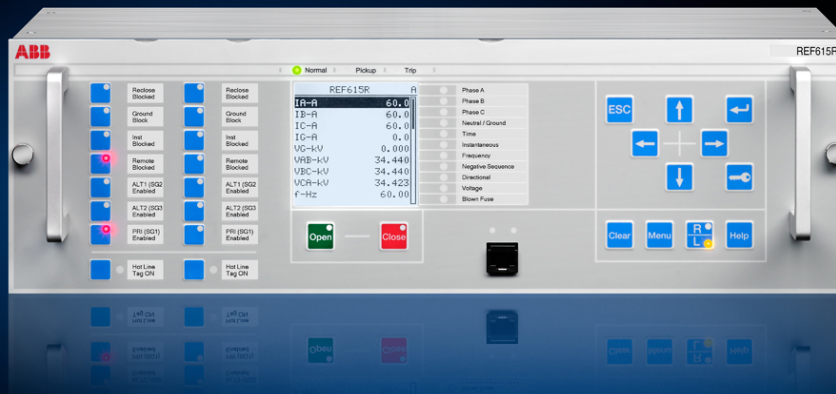 ABB
REF615R
Normal
Pickup
Trip
Reclose
Blocked
Reclose
Blocked
Ground
Block
Ground
Block
Inst
Blocked
Inst
Blocked
Remote
Blocked
Remote
Blocked
ALT1 (SG2
Enabled
ALT1 (SG2
Enabled
ALT2 (SG3
Enabled
ALT2 (SG3
Enabled
PRI (SG1)
Enabled
PRI (SG1)
Enabled
Hot Line
Tag ON
Hot Line
Tag ON
REF615R A
IA-A 60.0
IB-A 60.0
IC-A 60.0
IG-A 0.0
VG-kV 0.000
VAB-kV 34.440
VBC-kV 34.440
VCA-kV 34.423
f-Hz 60.00
Phase A
Phase B
Phase C
Neutral / Ground
Time
Instantaneous
Frequency
Negative Sequence
Directional
Voltage
Blown Fuse
Open
Close
ESC
Clear
Menu
R
L
Help